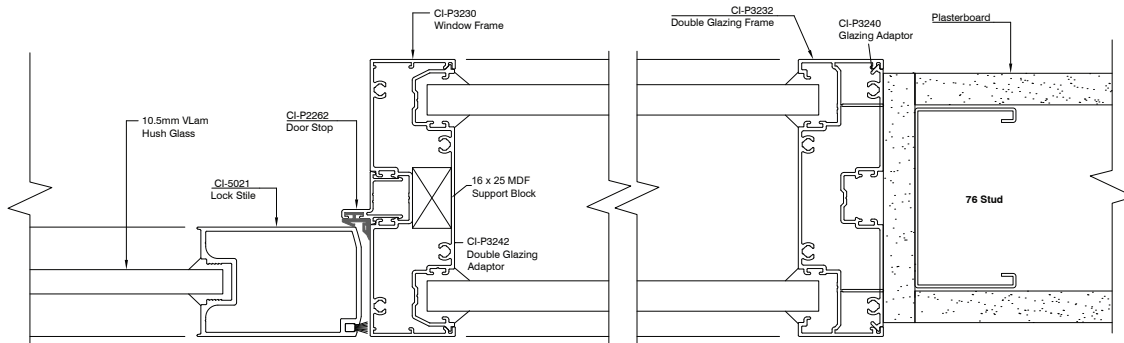 CI-P3230
Window Frame
CI-P3232
Double Glazing Frame
CI-P3240
Glazing Adaptor
Plasterboard
10.5mm VLam
Hush Glass
CI-P2262
Door Stop
CI-5021
Lock Stile
16 x 25 MDF
Support Block
76 Stud
CI-P3242
Double Glazing
Adaptor